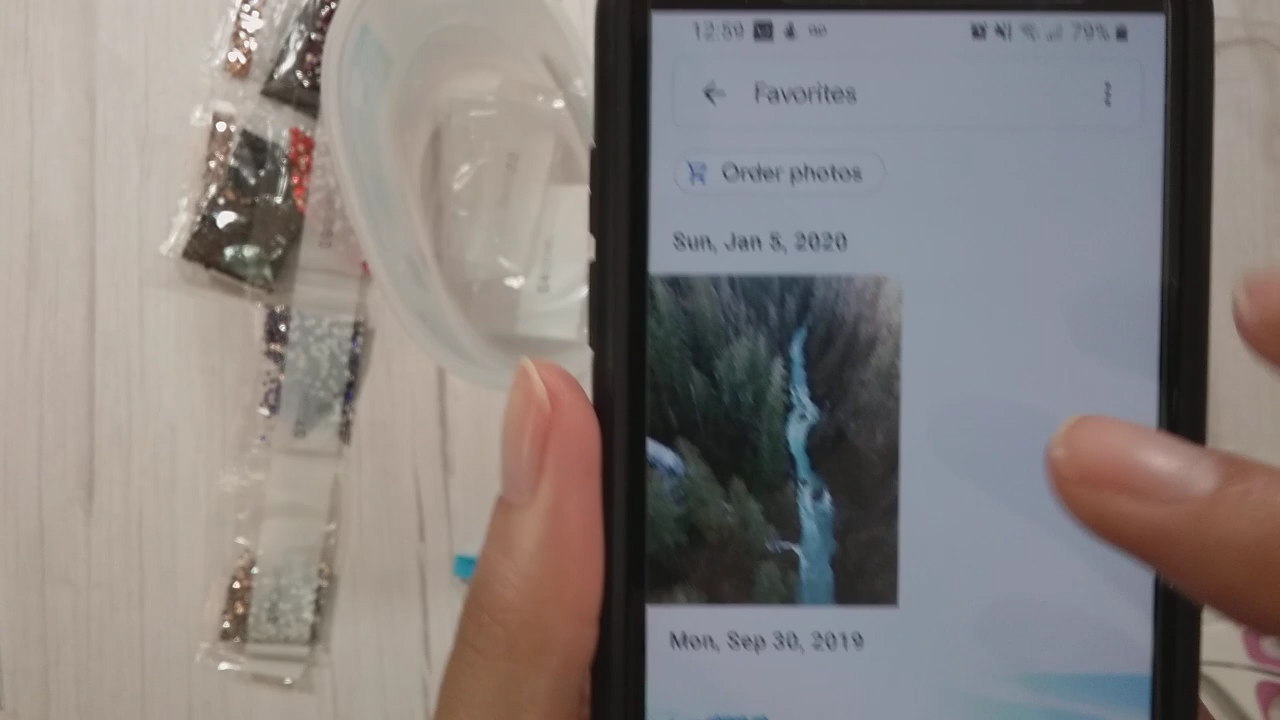 12:59 79%
Favorites
Order photos
Sun, Jan 5, 2020
Mon, Sep 30, 2019